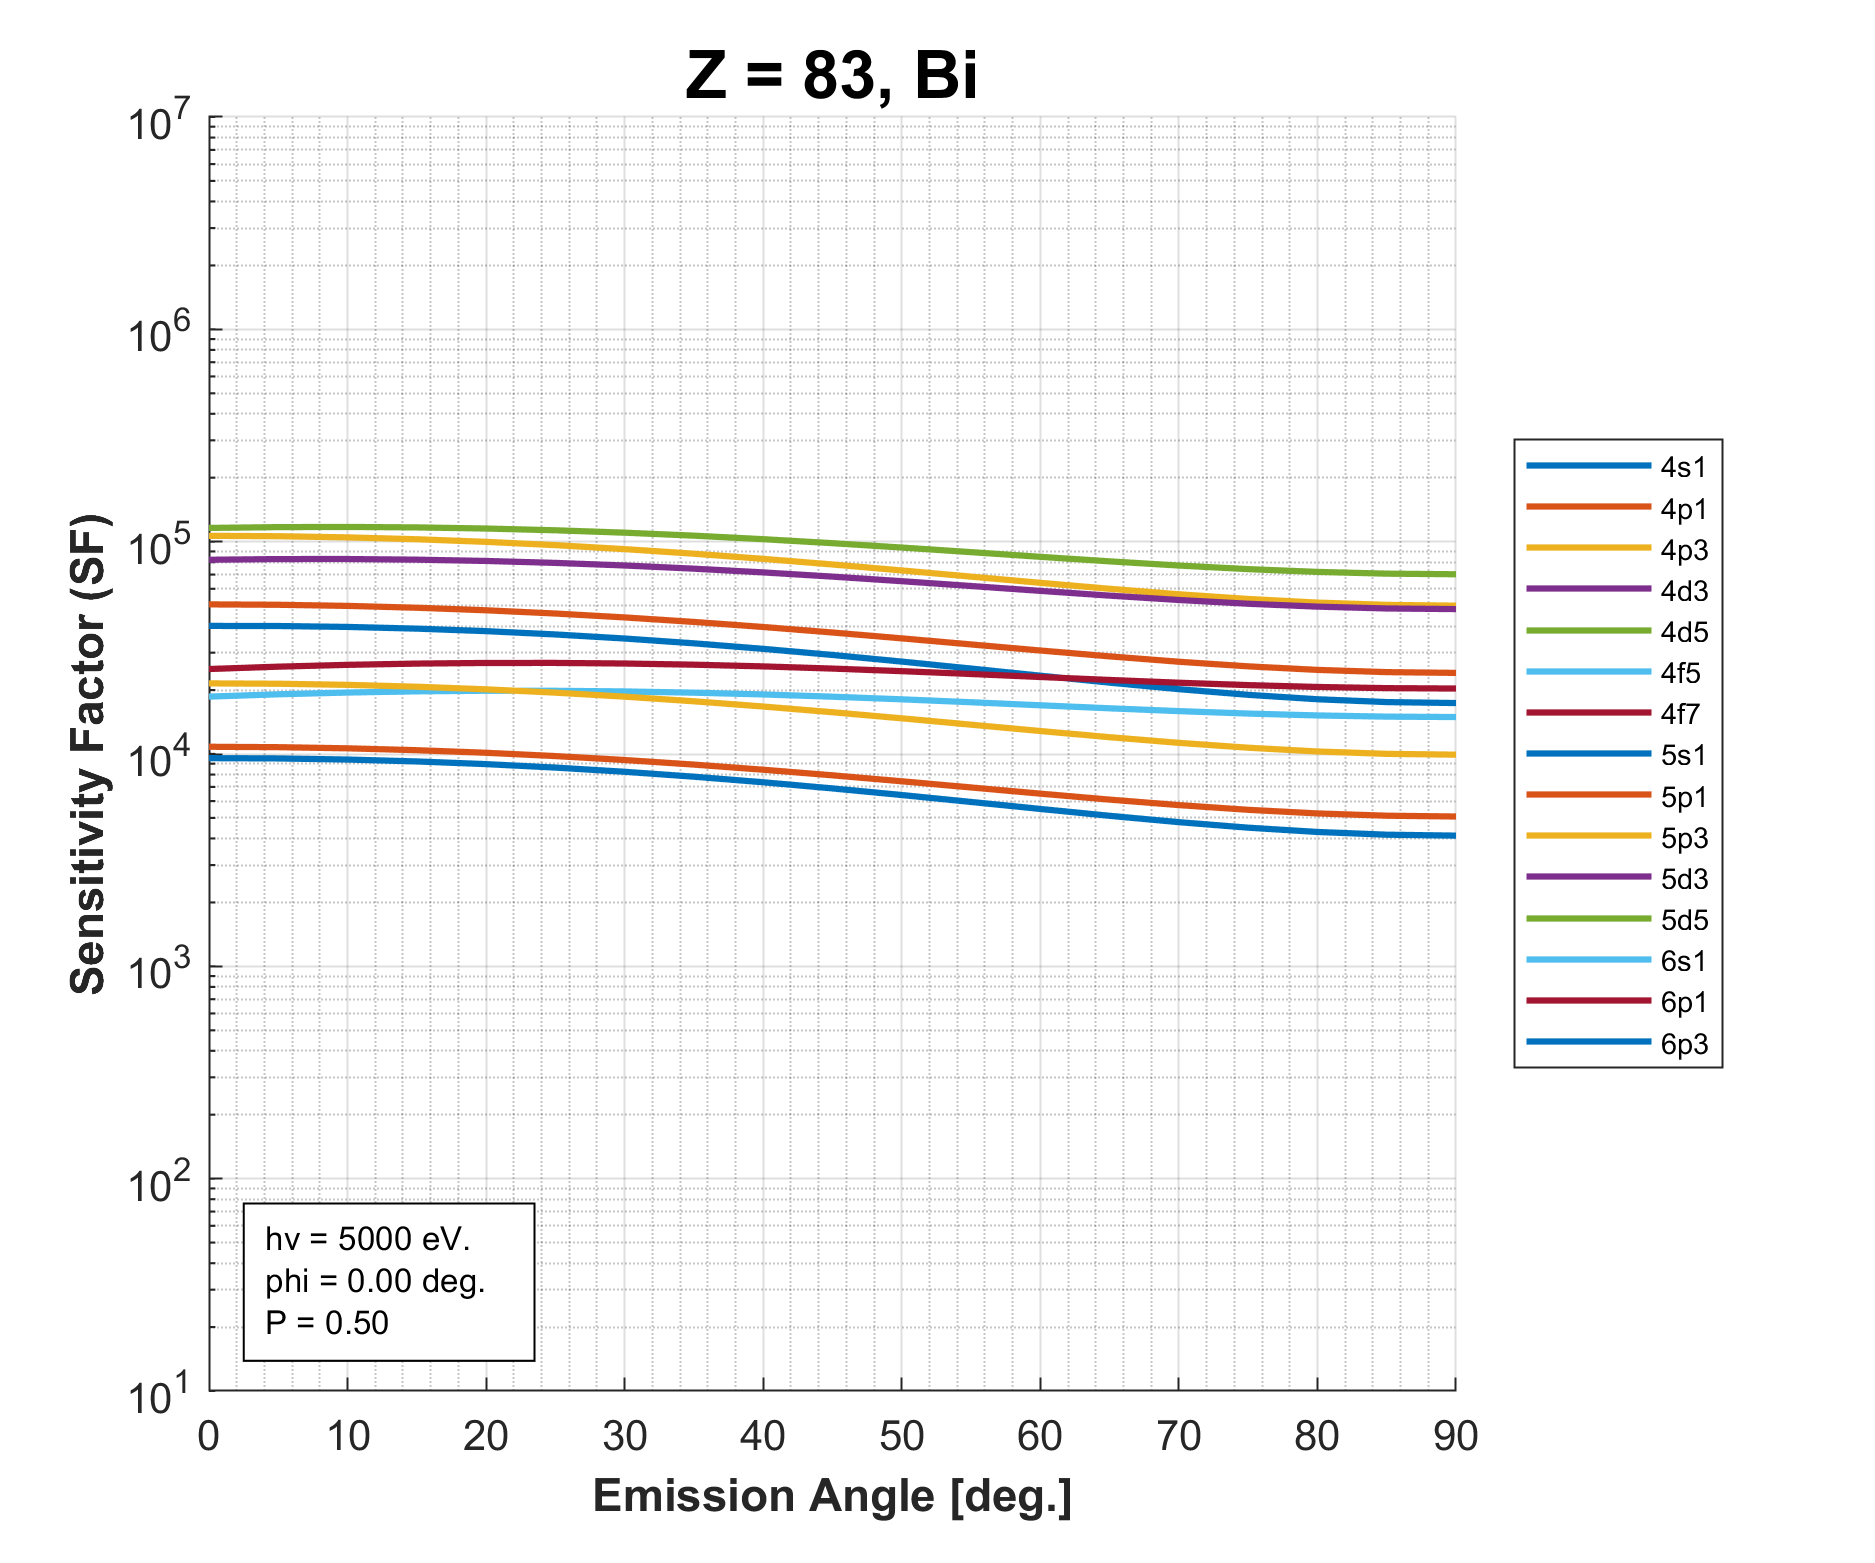 Z = 83, Bi
10^7
10^6
10^5
10^4
10^3
10^2
10^1
Sensitivity Factor (SF)
0 10 20 30 40 50 60 70 80 90
Emission Angle [deg.]
hv = 5000 eV.
phi = 0.00 deg.
P = 0.50
4s1
4p1
4p3
4d3
4d5
4f5
4f7
5s1
5p1
5p3
5d3
5d5
6s1
6p1
6p3